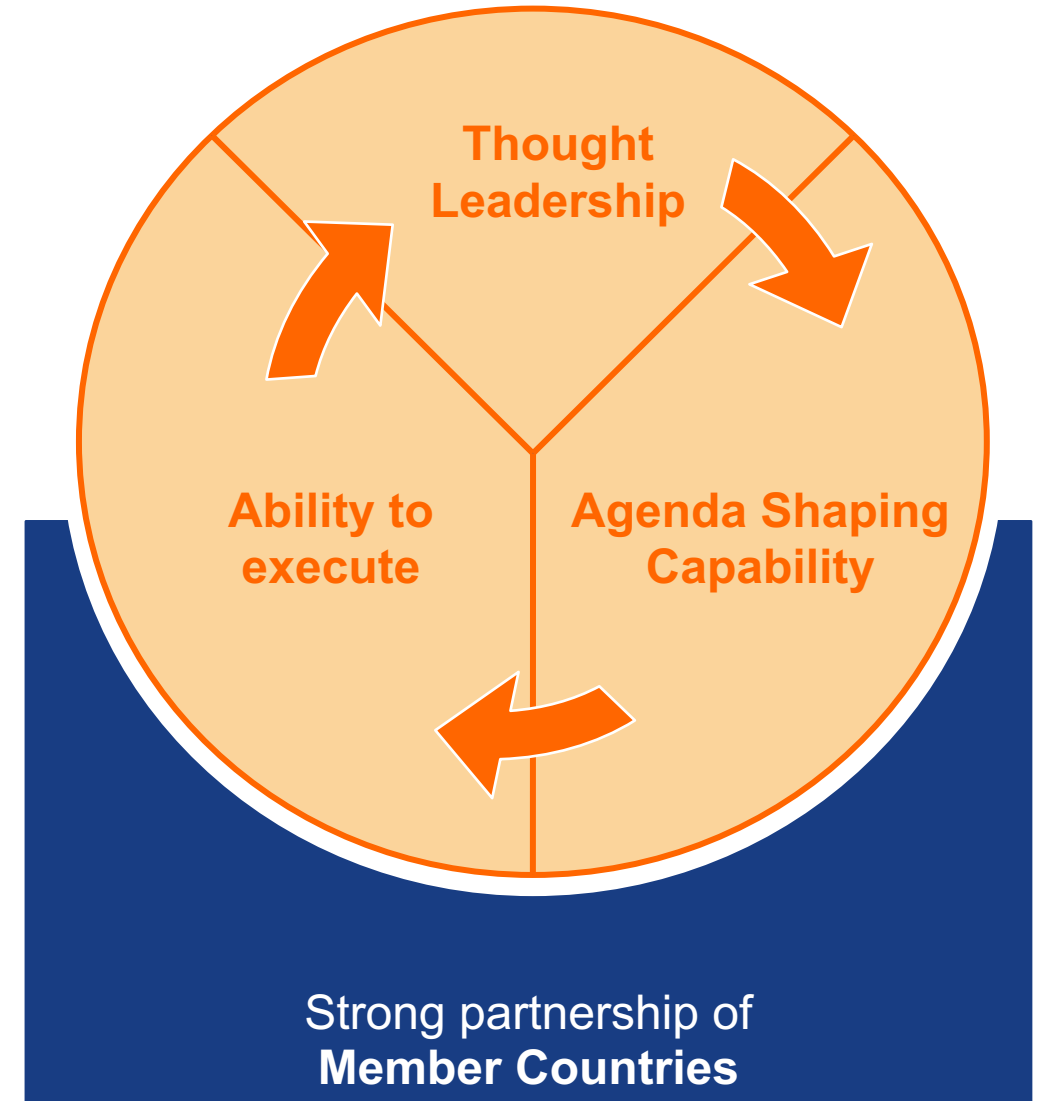 Thought
Leadership
Ability to
execute
Agenda Shaping
Capability
Strong partnership of
Member Countries